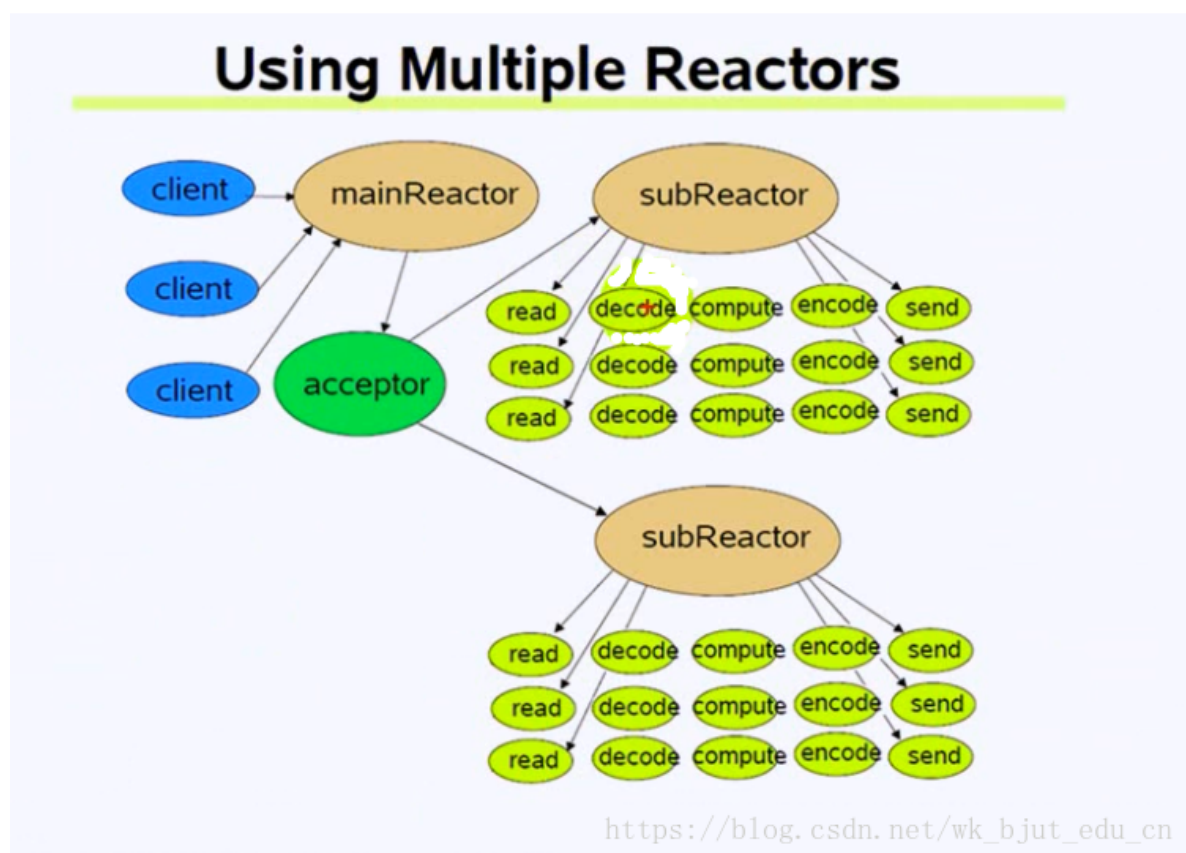 Using Multiple Reactors
client
mainReactor
subReactor
client
read decode compute encode send
client
acceptor
read decode compute encode send
read decode compute encode send
subReactor
read decode compute encode send
read decode compute encode send
read decode compute encode send
https://blog.csdn.net/wk_bjut_edu_cn